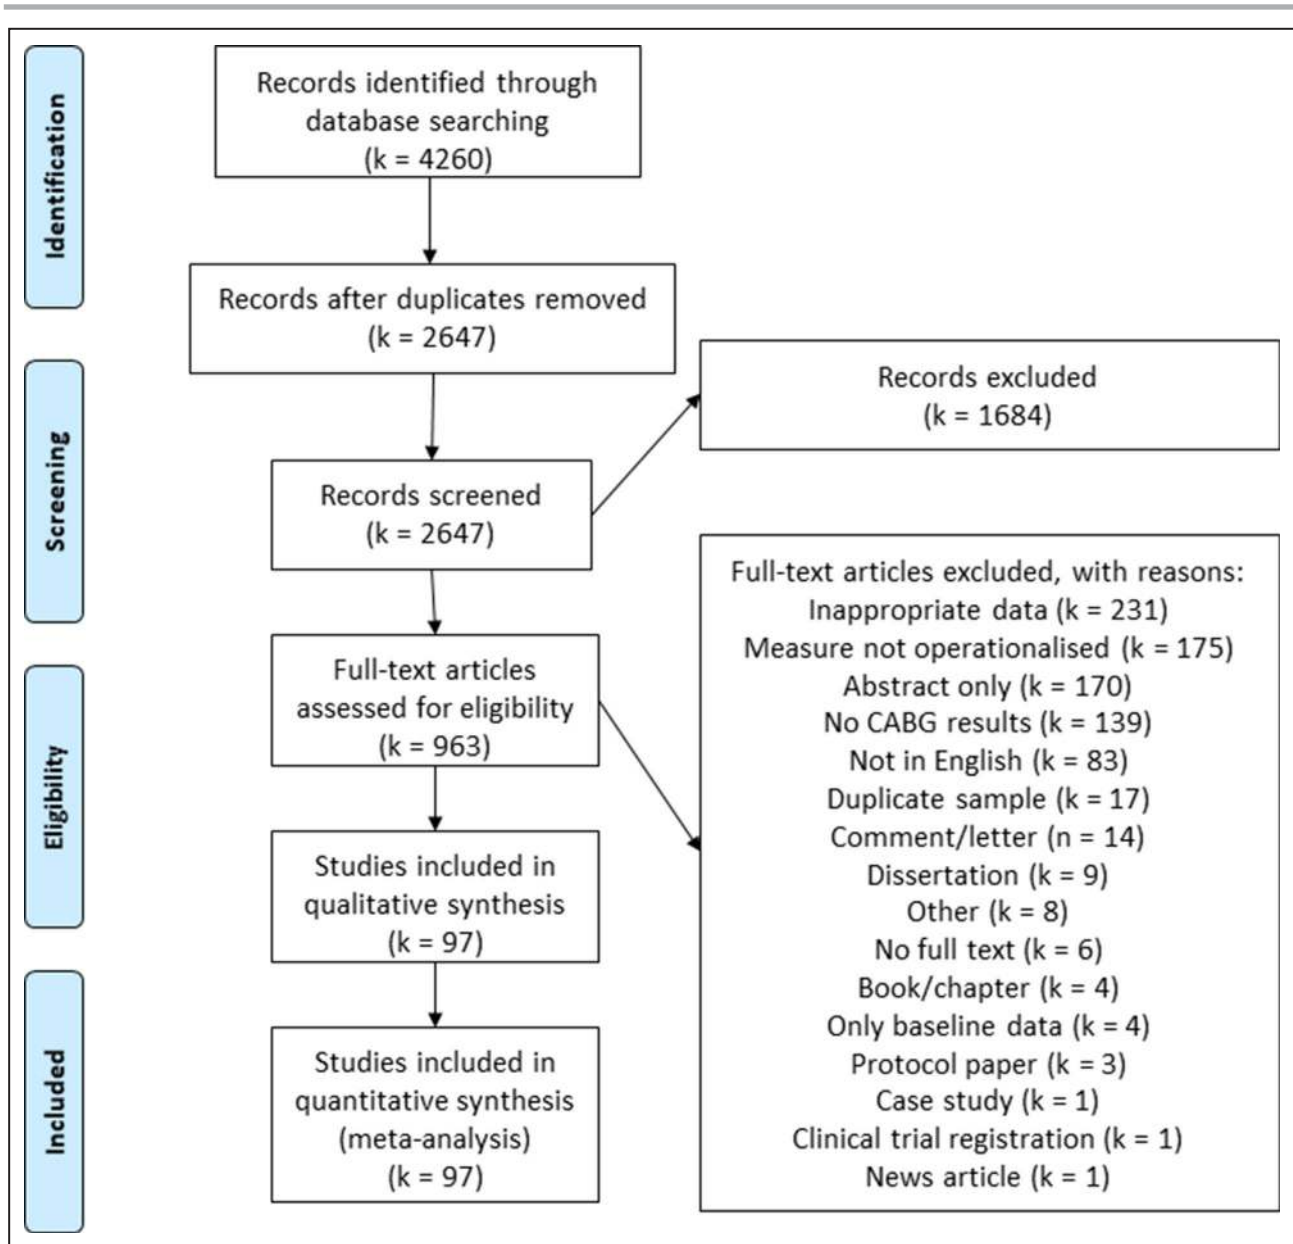 Identification
Records identified through
database searching
(k = 4260)
Records after duplicates removed
(k = 2647)
Screening
Records screened
(k = 2647)
Records excluded
(k = 1684)
Eligibility
Full-text articles
assessed for eligibility
(k = 963)
Full-text articles excluded, with reasons:
Inappropriate data (k = 231)
Measure not operationalised (k = 175)
Abstract only (k = 170)
No CABG results (k = 139)
Not in English (k = 83)
Duplicate sample (k = 17)
Comment/letter (n = 14)
Dissertation (k = 9)
Other (k = 8)
No full text (k = 6)
Book/chapter (k = 4)
Only baseline data (k = 4)
Protocol paper (k = 3)
Case study (k = 1)
Clinical trial registration (k = 1)
News article (k = 1)
Studies included in
qualitative synthesis
(k = 97)
Included
Studies included in
quantitative synthesis
(meta-analysis)
(k = 97)